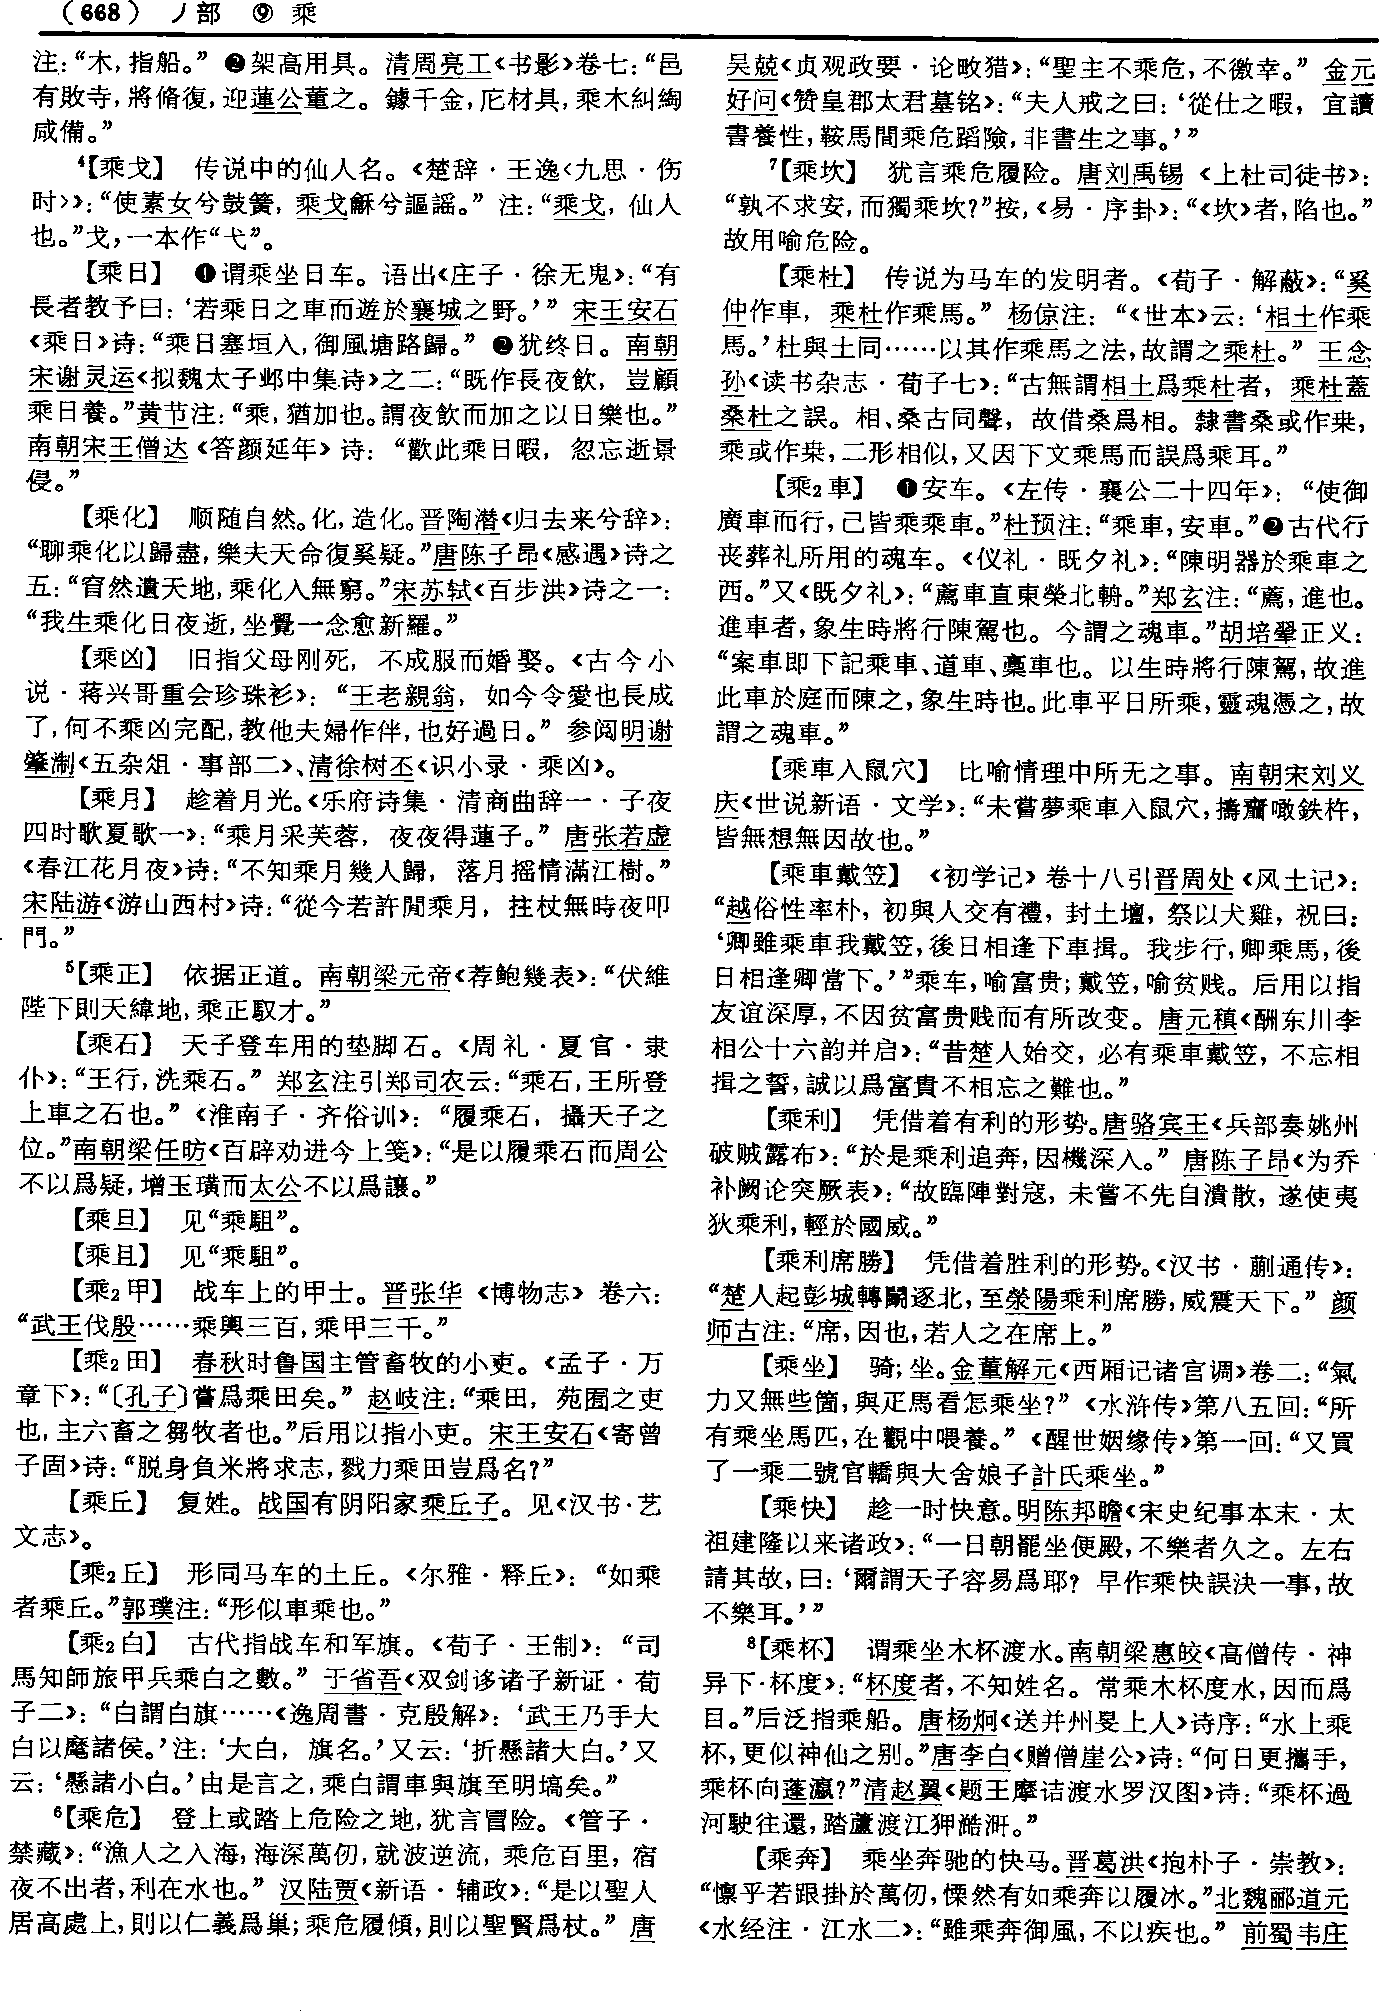 （668） 丿部 ⑨ 乘
注：“木，指船。” ❷架高用具。清周亮工《书影》卷七：“邑
有敗寺，將脩復，迎蓮公董之。鏮千金，庀材具，乘木糾綯
咸備。”
4【乘戈】 传说中的仙人名。《楚辞·王逸〈九思·伤
时〉》：“使素女兮鼓簧，乘戈龢兮謳謡。”注：“乘戈，仙人
也。”戈，一本作“弋”。
【乘日】 ❶谓乘坐日车。语出《庄子·徐无鬼》：“有
長者教予曰：‘若乘日之車而遊於襄城之野。’” 宋王安石
《乘日》诗：“乘日塞垣入，御風塘路歸。” ❷犹终日。南朝
宋谢灵运《拟魏太子邺中集诗》之二：“既作長夜飲，豈顧
乘日養。”黄节注：“乘，猶加也。謂夜飲而加之以日樂也。”
南朝宋王僧达《答颜延年》诗：“歡此乘日暇，忽忘逝景
侵。”
【乘化】 顺随自然。化，造化。晋陶潜《归去来兮辞》：
“聊乘化以歸盡，樂夫天命復奚疑。”唐陈子昂《感遇》诗之
五：“窅然遺天地，乘化入無窮。”宋苏轼《百步洪》诗之一：
“我生乘化日夜逝，坐覺一念愈新羅。”
【乘凶】 旧指父母刚死，不成服而婚娶。《古今小
说·蒋兴哥重会珍珠衫》：“王老親翁，如今令愛也長成
了，何不乘凶完配，教他夫婦作伴，也好過日。” 参阅明谢
肇淛《五杂俎·事部二》、清徐树丕《识小录·乘凶》。
【乘月】 趁着月光。《乐府诗集·清商曲辞一·子夜
四时歌夏歌一》：“乘月采芙蓉，夜夜得蓮子。” 唐张若虚
《春江花月夜》诗：“不知乘月幾人歸，落月摇情滿江樹。”
宋陆游《游山西村》诗：“從今若許閒乘月，拄杖無時夜叩
門。”
5【乘正】 依据正道。南朝梁元帝《荐鲍幾表》：“伏維
陛下則天緯地，乘正馭才。”
【乘石】 天子登车用的垫脚石。《周礼·夏官·隶
仆》：“王行，洗乘石。” 郑玄注引郑司农云：“乘石，王所登
上車之石也。” 《淮南子·齐俗训》：“履乘石，攝天子之
位。”南朝梁任昉《百辟劝进今上笺》：“是以履乘石而周公
不以爲疑，增玉璜而太公不以爲讓。”
【乘旦】 见“乘駔”。
【乘且】 见“乘駔”。
【乘₂甲】 战车上的甲士。晋张华《博物志》卷六：
“武王伐殷……乘輿三百，乘甲三千。”
【乘₂田】 春秋时鲁国主管畜牧的小吏。《孟子·万
章下》：“〔孔子〕嘗爲乘田矣。” 赵岐注：“乘田，苑囿之吏
也，主六畜之芻牧者也。”后用以指小吏。宋王安石《寄曾
子固》诗：“脱身負米將求志，戮力乘田豈爲名？”
【乘丘】 复姓。战国有阴阳家乘丘子。见《汉书·艺
文志》。
【乘₂丘】 形同马车的土丘。《尔雅·释丘》：“如乘
者乘丘。”郭璞注：“形似車乘也。”
【乘₂白】 古代指战车和军旗。《荀子·王制》：“司
馬知師旅甲兵乘白之數。” 于省吾《双剑誃诸子新证·荀
子二》：“白謂白旗……《逸周書·克殷解》：‘武王乃手大
白以麾諸侯。’注：‘大白，旗名。’又云：‘折懸諸大白。’又
云：‘懸諸小白。’由是言之，乘白謂車與旗至明塙矣。”
6【乘危】 登上或踏上危险之地，犹言冒险。《管子·
禁藏》：“漁人之入海，海深萬仞，就波逆流，乘危百里，宿
夜不出者，利在水也。” 汉陆贾《新语·辅政》：“是以聖人
居高處上，則以仁義爲巢；乘危履傾，則以聖賢爲杖。” 唐
吴兢《贞观政要·论畋猎》：“聖主不乘危，不徼幸。” 金元
好问《赞皇郡太君墓铭》：“夫人戒之曰：‘從仕之暇，宜讀
書養性，鞍馬間乘危蹈險，非書生之事。’”
7【乘坎】 犹言乘危履险。唐刘禹锡《上杜司徒书》：
“孰不求安，而獨乘坎？”按，《易·序卦》：“《坎》者，陷也。”
故用喻危险。
【乘杜】 传说为马车的发明者。《荀子·解蔽》：“奚
仲作車，乘杜作乘馬。” 杨倞注：“《世本》云：‘相土作乘
馬。’杜與土同……以其作乘馬之法，故謂之乘杜。” 王念
孙《读书杂志·荀子七》：“古無謂相土爲乘杜者，乘杜蓋
桑杜之誤。相、桑古同聲，故借桑爲相。隸書桑或作桒，
乘或作桒，二形相似，又因下文乘馬而誤爲乘耳。”
【乘₂車】 ❶安车。《左传·襄公二十四年》：“使御
廣車而行，己皆乘乘車。”杜预注：“乘車，安車。”❷古代行
丧葬礼所用的魂车。《仪礼·既夕礼》：“陳明器於乘車之
西。”又《既夕礼》：“薦車直東榮北輈。”郑玄注：“薦，進也。
進車者，象生時將行陳駕也。今謂之魂車。”胡培翚正义：
“案車即下記乘車、道車、槀車也。以生時將行陳駕，故進
此車於庭而陳之，象生時也。此車平日所乘，靈魂憑之，故
謂之魂車。”
【乘車入鼠穴】 比喻情理中所无之事。南朝宋刘义
庆《世说新语·文学》：“未嘗夢乘車入鼠穴，擣齏噉鉄杵，
皆無想無因故也。”
【乘車戴笠】 《初学记》卷十八引晋周处《风土记》：
“越俗性率朴，初與人交有禮，封土壇，祭以犬雞，祝曰：
‘卿雖乘車我戴笠，後日相逢下車揖。我步行，卿乘馬，後
日相逢卿當下。’”乘车，喻富贵；戴笠，喻贫贱。后用以指
友谊深厚，不因贫富贵贱而有所改变。唐元稹《酬东川李
相公十六韵并启》：“昔楚人始交，必有乘車戴笠，不忘相
揖之誓，誠以爲富貴不相忘之難也。”
【乘利】 凭借着有利的形势。唐骆宾王《兵部奏姚州
破贼露布》：“於是乘利追奔，因機深入。” 唐陈子昂《为乔
补阙论突厥表》：“故臨陣對寇，未嘗不先自潰散，遂使夷
狄乘利，輕於國威。”
【乘利席勝】 凭借着胜利的形势。《汉书·蒯通传》：
“楚人起彭城轉鬭逐北，至滎陽乘利席勝，威震天下。” 颜
师古注：“席，因也，若人之在席上。”
【乘坐】 骑；坐。金董解元《西厢记诸宫调》卷二：“氣
力又無些箇，與疋馬看怎乘坐？” 《水浒传》第八五回：“所
有乘坐馬匹，在觀中喂養。” 《醒世姻缘传》第一回：“又買
了一乘二號官轎與大舍娘子計氏乘坐。”
【乘快】 趁一时快意。明陈邦瞻《宋史纪事本末·太
祖建隆以来诸政》：“一日朝罷坐便殿，不樂者久之。左右
請其故，曰：‘爾謂天子容易爲耶？早作乘快誤決一事，故
不樂耳。’”
8【乘杯】 谓乘坐木杯渡水。南朝梁惠皎《高僧传·神
异下·杯度》：“杯度者，不知姓名。常乘木杯度水，因而爲
目。”后泛指乘船。唐杨炯《送并州旻上人》诗序：“水上乘
杯，更似神仙之别。”唐李白《赠僧崖公》诗：“何日更攜手，
乘杯向蓬瀛？”清赵翼《题王摩诘渡水罗汉图》诗：“乘杯過
河駛往還，踏蘆渡江狎澔汗。”
【乘奔】 乘坐奔驰的快马。晋葛洪《抱朴子·崇教》：
“懔乎若跟掛於萬仞，慄然有如乘奔以履冰。”北魏郦道元
《水经注·江水二》：“雖乘奔御風，不以疾也。” 前蜀韦庄